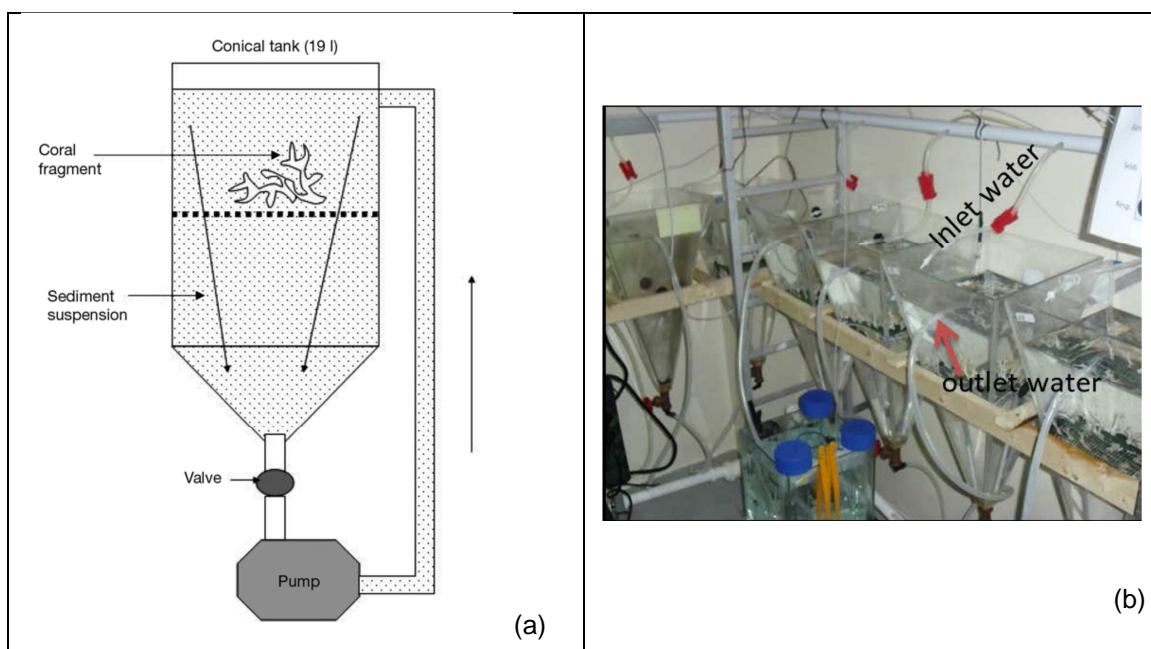 Conical tank (19 l)
Coral
fragment
Sediment
suspension
Valve
Pump
(a)
Inlet water
outlet water
(b)